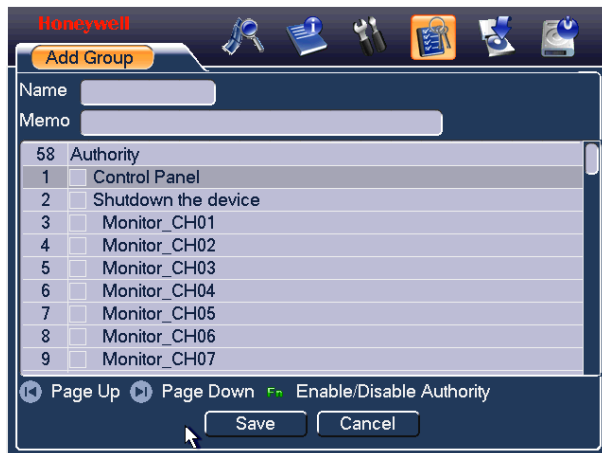 Honeywell
Add Group
Name
Memo
58 Authority
1 Control Panel
2 Shutdown the device
3 Monitor_CH01
4 Monitor_CH02
5 Monitor_CH03
6 Monitor_CH04
7 Monitor_CH05
8 Monitor_CH06
9 Monitor_CH07
Page Up Page Down Fn Enable/Disable Authority
Save Cancel